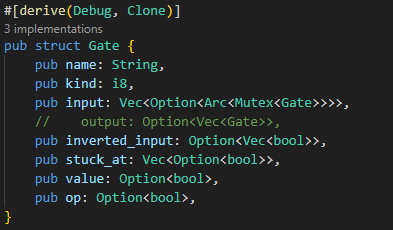 #[derive(Debug, Clone)]
3 implementations
pub struct Gate {
    pub name: String,
    pub kind: i8,
    pub input: Vec<Option<Arc<Mutex<Gate>>>>,
    //    output: Option<Vec<Gate>>,
    pub inverted_input: Option<Vec<bool>>,
    pub stuck_at: Vec<Option<bool>>,
    pub value: Option<bool>,
    pub op: Option<bool>,
}